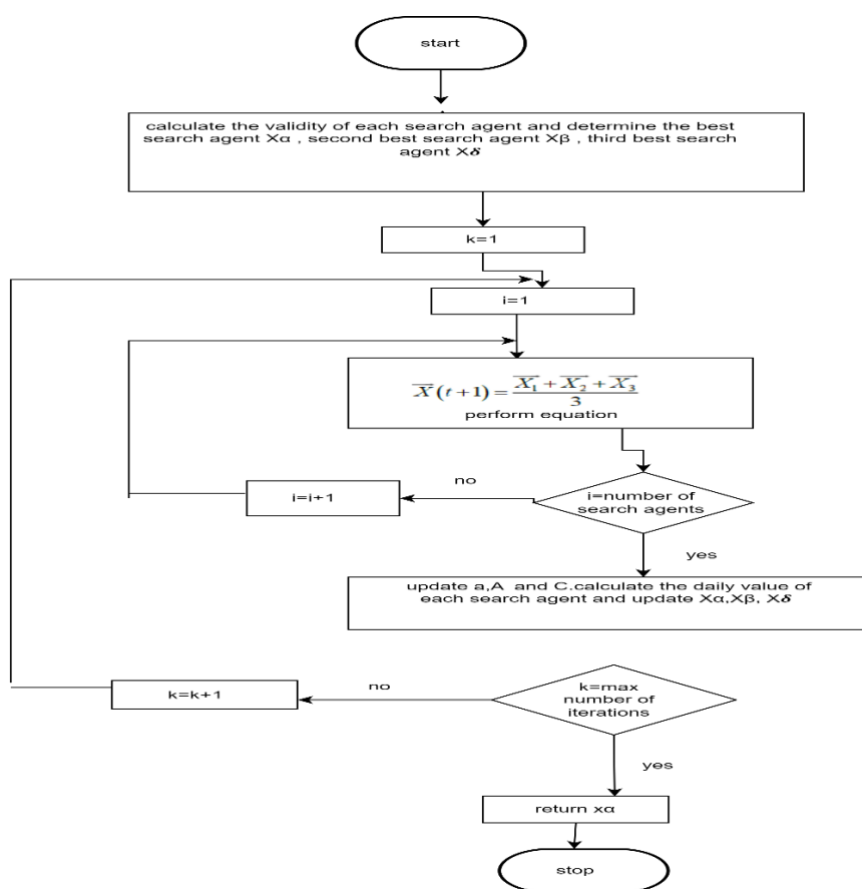 start
calculate the validity of each search agent and determine the best
search agent Xα , second best search agent Xβ , third best search
agent X𝜹
k=1
i=1
X⃗(t+1) = (X₁⃗ + X₂⃗ + X₃⃗)/3
perform equation
i=number of
search agents
no
i=i+1
yes
update a,A and C.calculate the daily value of
each search agent and update Xα,Xβ, X𝜹
k=max
number of
iterations
no
k=k+1
yes
return xα
stop